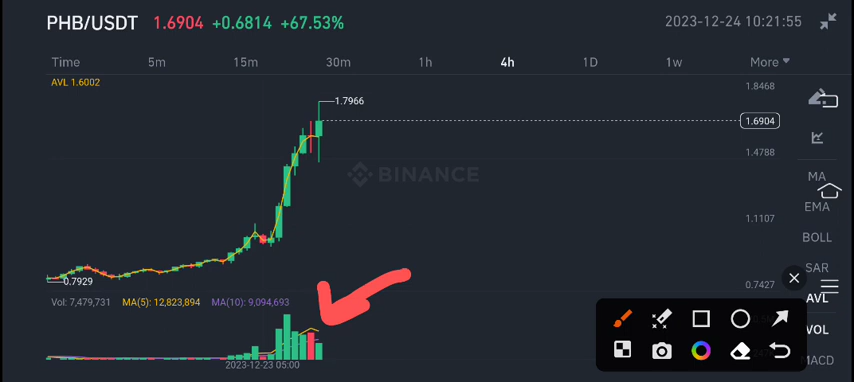 PHB/USDT 1.6904 +0.6814 +67.53% 2023-12-24 10:21:55
Time 5m 15m 30m 1h 4h 1D 1w More
AVL 1.6002
1.8468
1.7966
1.6904
1.4788
BINANCE
MA
EMA
1.1107
BOLL
SAR
0.7929
0.7427
AVL
Vol: 7,479,731 MA(5): 12,823,894 MA(10): 9,094,693
VOL
MACD
2023-12-23 05:00